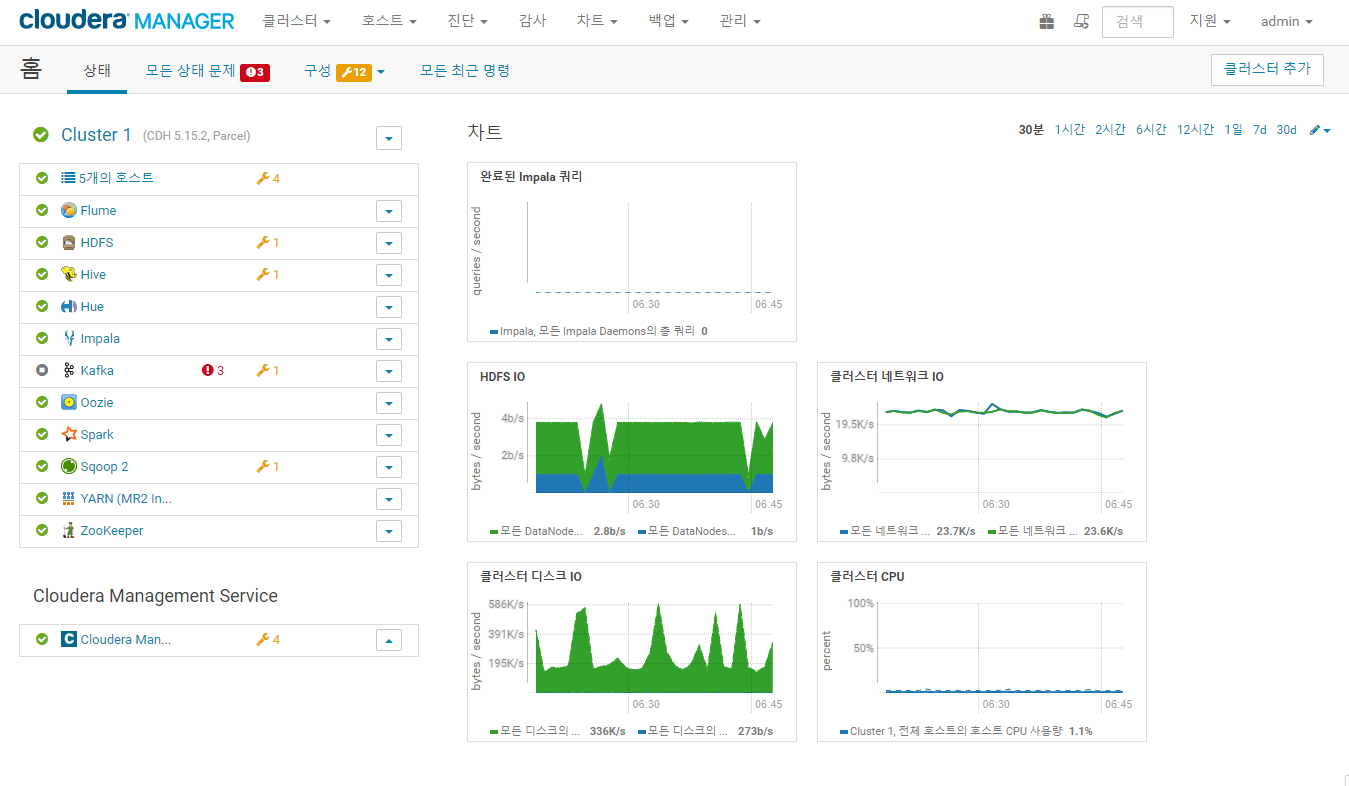 cloudera MANAGER 클러스터 호스트 진단 감사 차트 백업 관리 검색 지원 admin
홈 상태 모든 상태 문제 3 구성 12 모든 최근 명령 클러스터 추가
Cluster 1 (CDH 5.15.2, Parcel)
5개의 호스트 4
Flume
HDFS 1
Hive 1
Hue
Impala
Kafka 3 1
Oozie
Spark
Sqoop 2 1
YARN (MR2 In...
ZooKeeper
Cloudera Management Service
Cloudera Man... 4
차트 30분 1시간 2시간 6시간 12시간 1일 7d 30d
완료된 Impala 쿼리
queries / second
06:30 06:45
Impala, 모든 Impala Daemons의 총 쿼리 0
HDFS IO
bytes / second
4b/s
2b/s
06:30 06:45
모든 DataNode... 2.8b/s 모든 DataNodes... 1b/s
클러스터 네트워크 IO
bytes / second
19.5K/s
9.8K/s
06:30 06:45
모든 네트워크 ... 23.7K/s 모든 네트워크 ... 23.6K/s
클러스터 디스크 IO
bytes / second
586K/s
391K/s
195K/s
06:30 06:45
모든 디스크의 ... 336K/s 모든 디스크의 ... 273b/s
클러스터 CPU
percent
100%
50%
06:30 06:45
Cluster 1, 전체 호스트의 호스트 CPU 사용량 1.1%